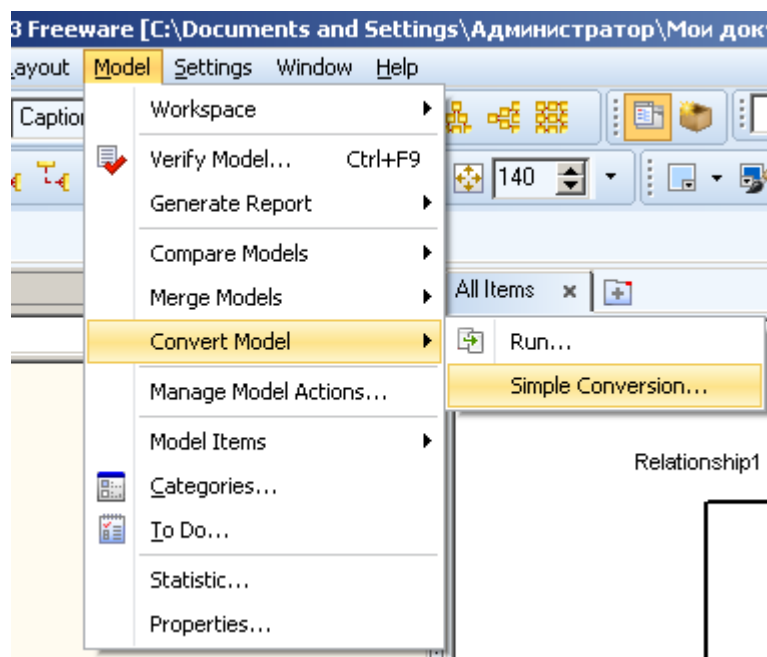 3 Freeware [C:\Documents and Settings\Администратор\Мои док
ayout Model Settings Window Help
Caption
Workspace
Verify Model... Ctrl+F9
140
Generate Report
Compare Models
Merge Models
All Items
Convert Model
Run...
Manage Model Actions...
Simple Conversion...
Model Items
Relationship1
Categories...
To Do...
Statistic...
Properties...